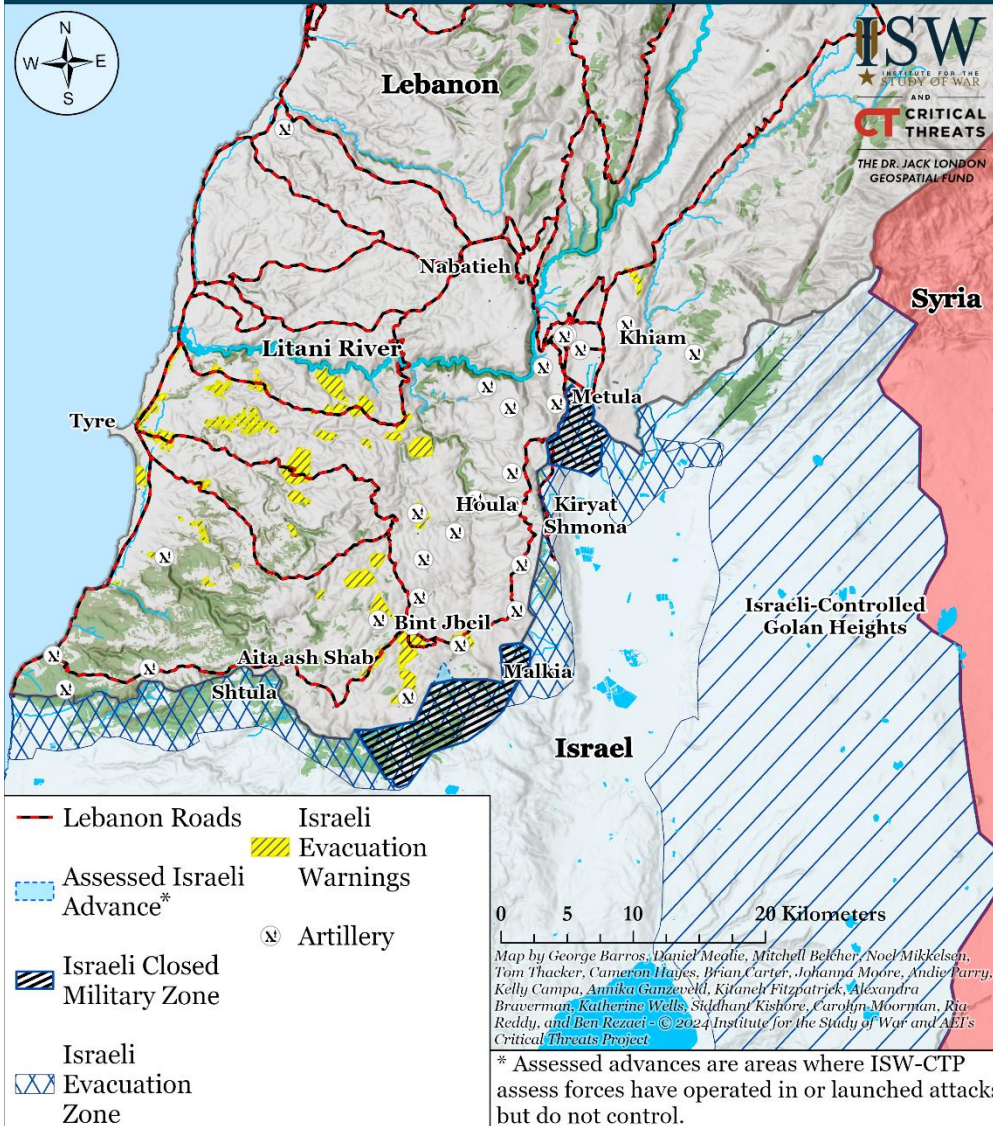 N
W
E
S
ISW
INSTITUTE FOR THE
STUDY OF WAR
AND
CT CRITICAL
THREATS
THE DR. JACK LONDON
GEOSPATIAL FUND
Lebanon
Nabatieh
Syria
Litani River
Khiam
Metula
Tyre
Houla
Kiryat
Shmona
Israeli-Controlled
Golan Heights
Bint Jbeil
Aita ash Shab
Malkia
Shtula
Israel
Lebanon Roads
Assessed Israeli
Advance*
Israeli Closed
Military Zone
Israeli
Evacuation
Zone
Israeli
Evacuation
Warnings
Artillery
0 5 10 20 Kilometers
Map by George Barros, Daniel Mealie, Mitchell Belcher, Noel Mikkelsen,
Tom Thacker, Cameron Hayes, Brian Carter, Johanna Moore, Andie Parry,
Kelly Campa, Annika Ganzeveld, Kitaneh Fitzpatrick, Alexandra
Braverman, Katherine Wells, Siddhant Kishore, Carolyn Moorman, Ria
Reddy, and Ben Rezaei - © 2024 Institute for the Study of War and AEI's
Critical Threats Project
* Assessed advances are areas where ISW-CTP
assess forces have operated in or launched attacks
but do not control.